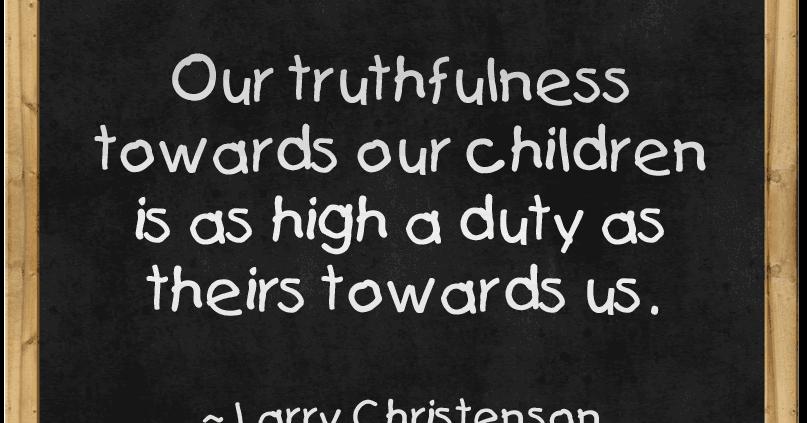 Our truthfulness
towards our children
is as high a duty as
theirs towards us.
~ Larry Christenson